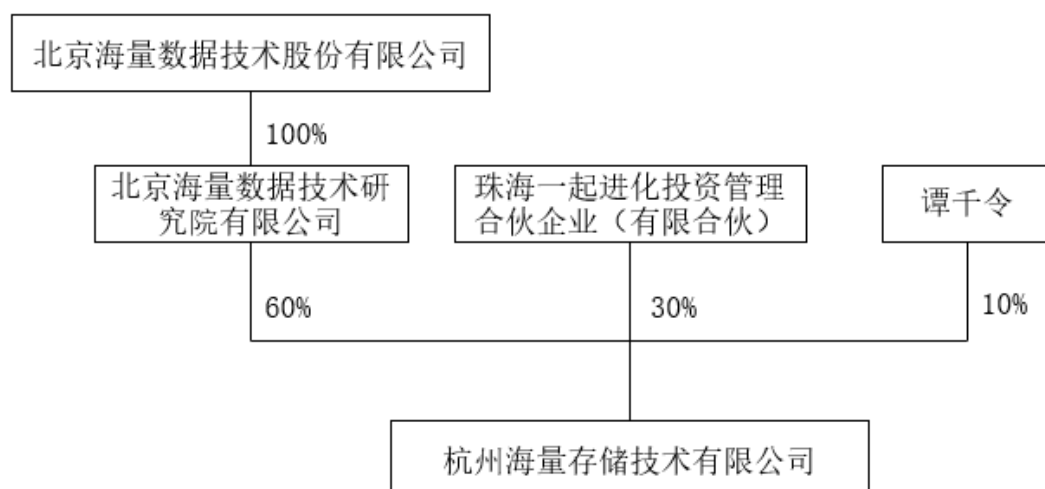 北京海量数据技术股份有限公司
100%
北京海量数据技术研
究院有限公司
珠海一起进化投资管理
合伙企业（有限合伙）
谭千令
60%
30%
10%
杭州海量存储技术有限公司